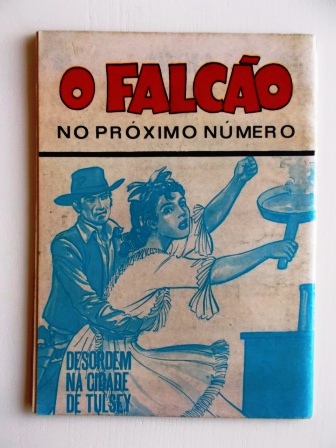 O FALCÃO
NO PRÓXIMO NÚMERO
DESORDEM
NA CIDADE
DE TULSEY